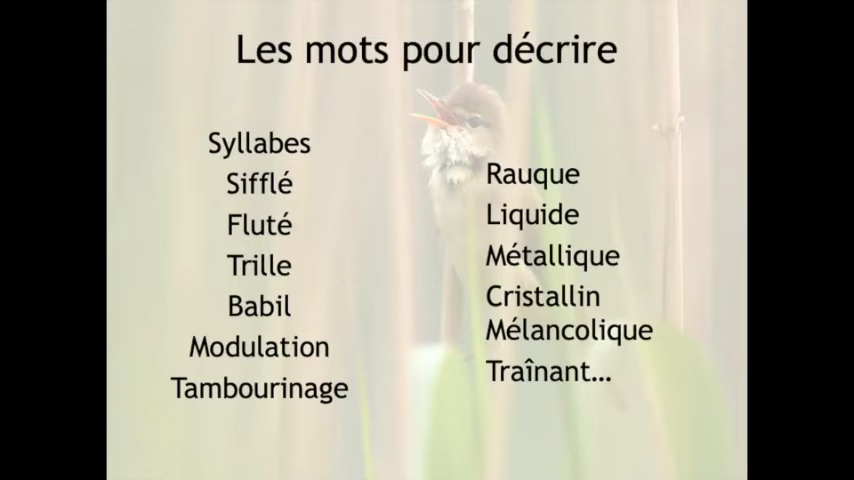 Les mots pour décrire
Syllabes
Sifflé
Fluté
Trille
Babil
Modulation
Tambourinage
Rauque
Liquide
Métallique
Cristallin
Mélancolique
Traînant…